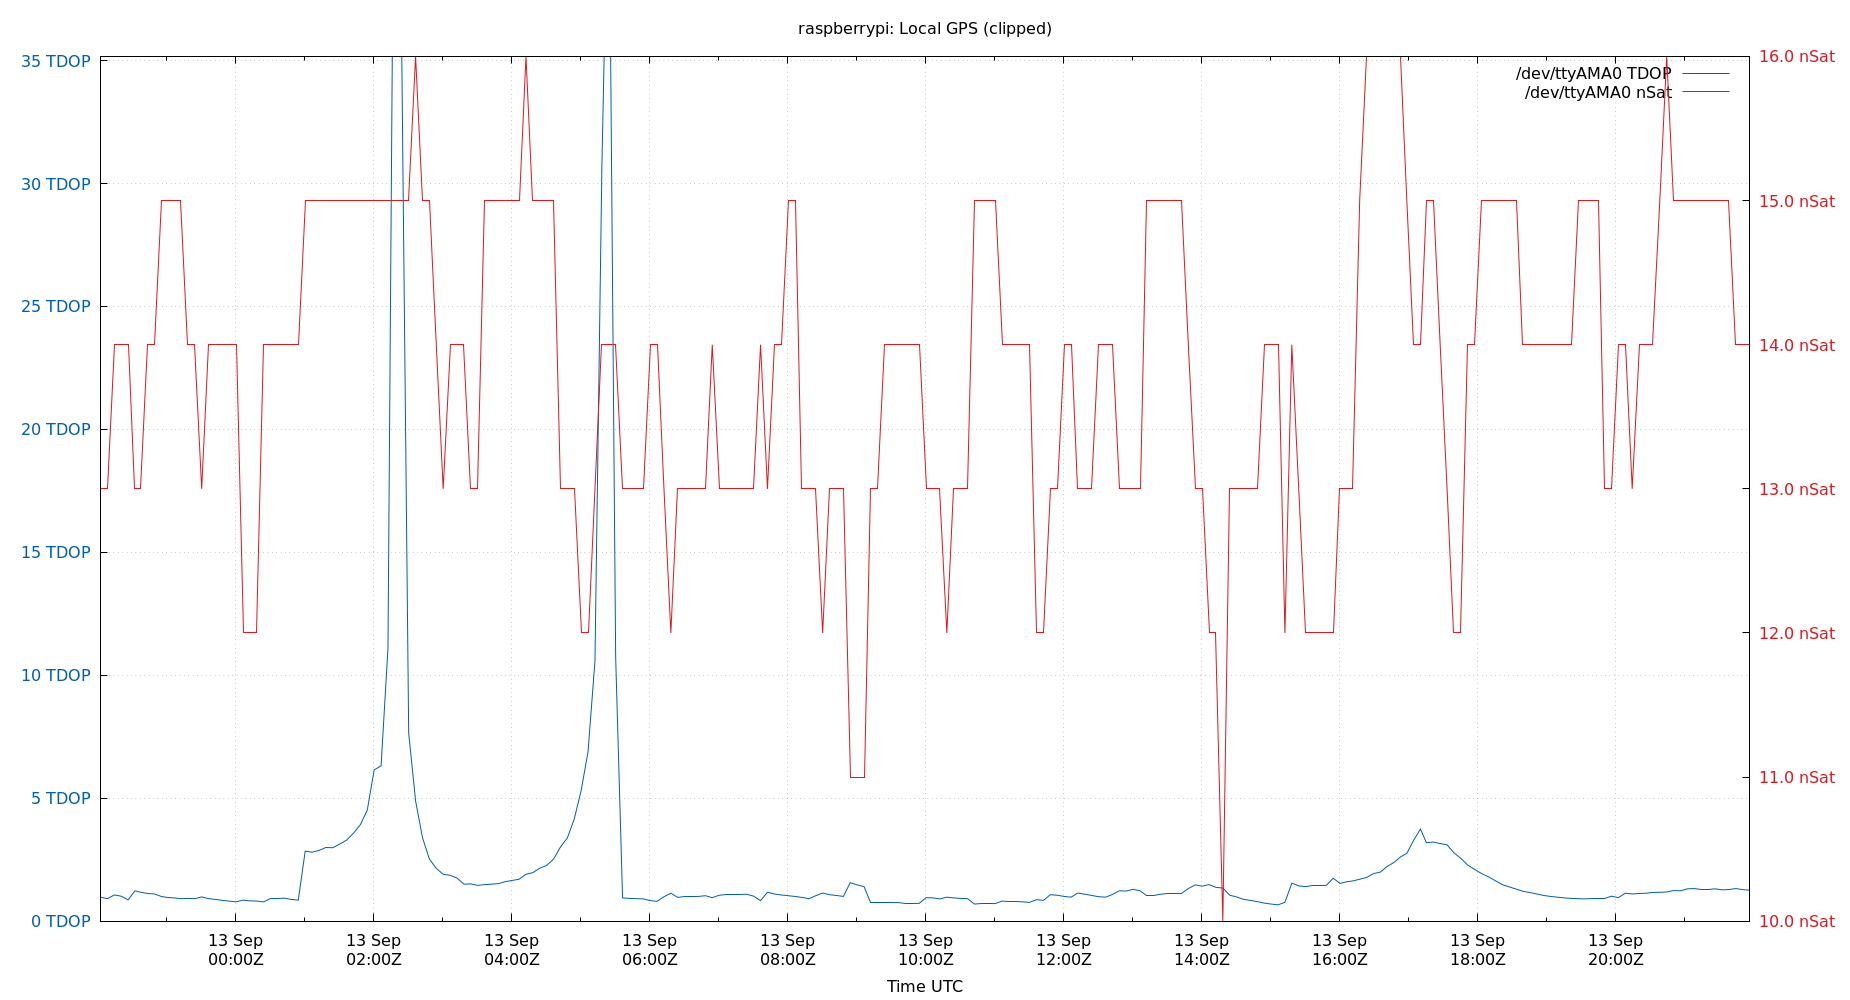 raspberrypi: Local GPS (clipped)
35 TDOP
30 TDOP
25 TDOP
20 TDOP
15 TDOP
10 TDOP
5 TDOP
0 TDOP
/dev/ttyAMA0 TDOP
/dev/ttyAMA0 nSat
16.0 nSat
15.0 nSat
14.0 nSat
13.0 nSat
12.0 nSat
11.0 nSat
10.0 nSat
13 Sep
00:00Z
13 Sep
02:00Z
13 Sep
04:00Z
13 Sep
06:00Z
13 Sep
08:00Z
13 Sep
10:00Z
13 Sep
12:00Z
13 Sep
14:00Z
13 Sep
16:00Z
13 Sep
18:00Z
13 Sep
20:00Z
Time UTC